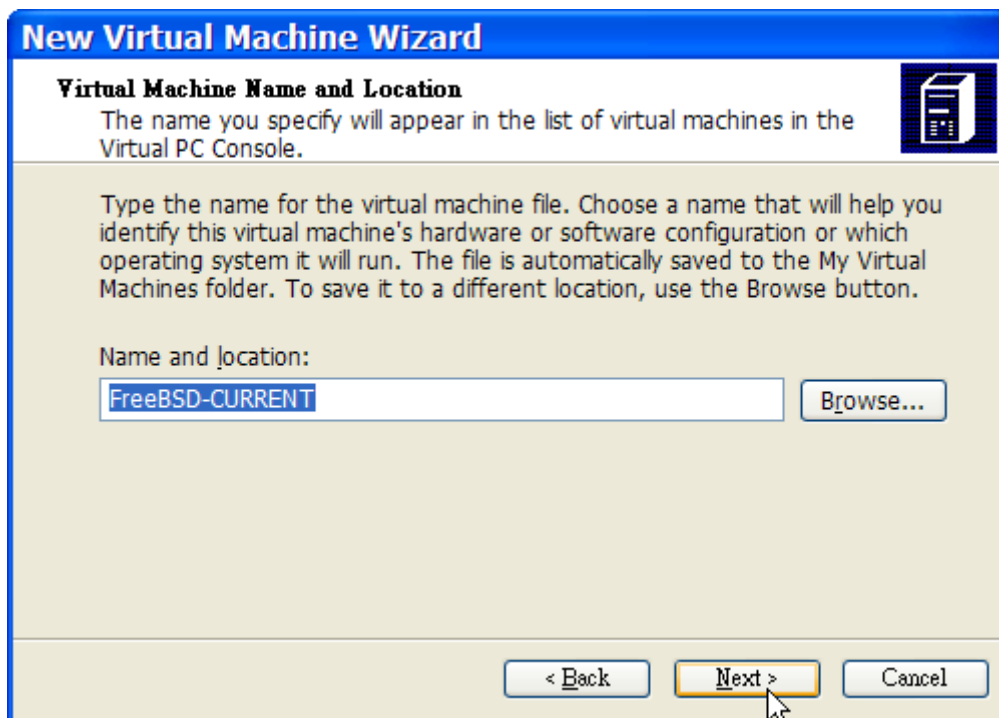 New Virtual Machine Wizard
Virtual Machine Name and Location
The name you specify will appear in the list of virtual machines in the
Virtual PC Console.
Type the name for the virtual machine file. Choose a name that will help you
identify this virtual machine's hardware or software configuration or which
operating system it will run. The file is automatically saved to the My Virtual
Machines folder. To save it to a different location, use the Browse button.
Name and location:
FreeBSD-CURRENT
Browse...
< Back
Next >
Cancel